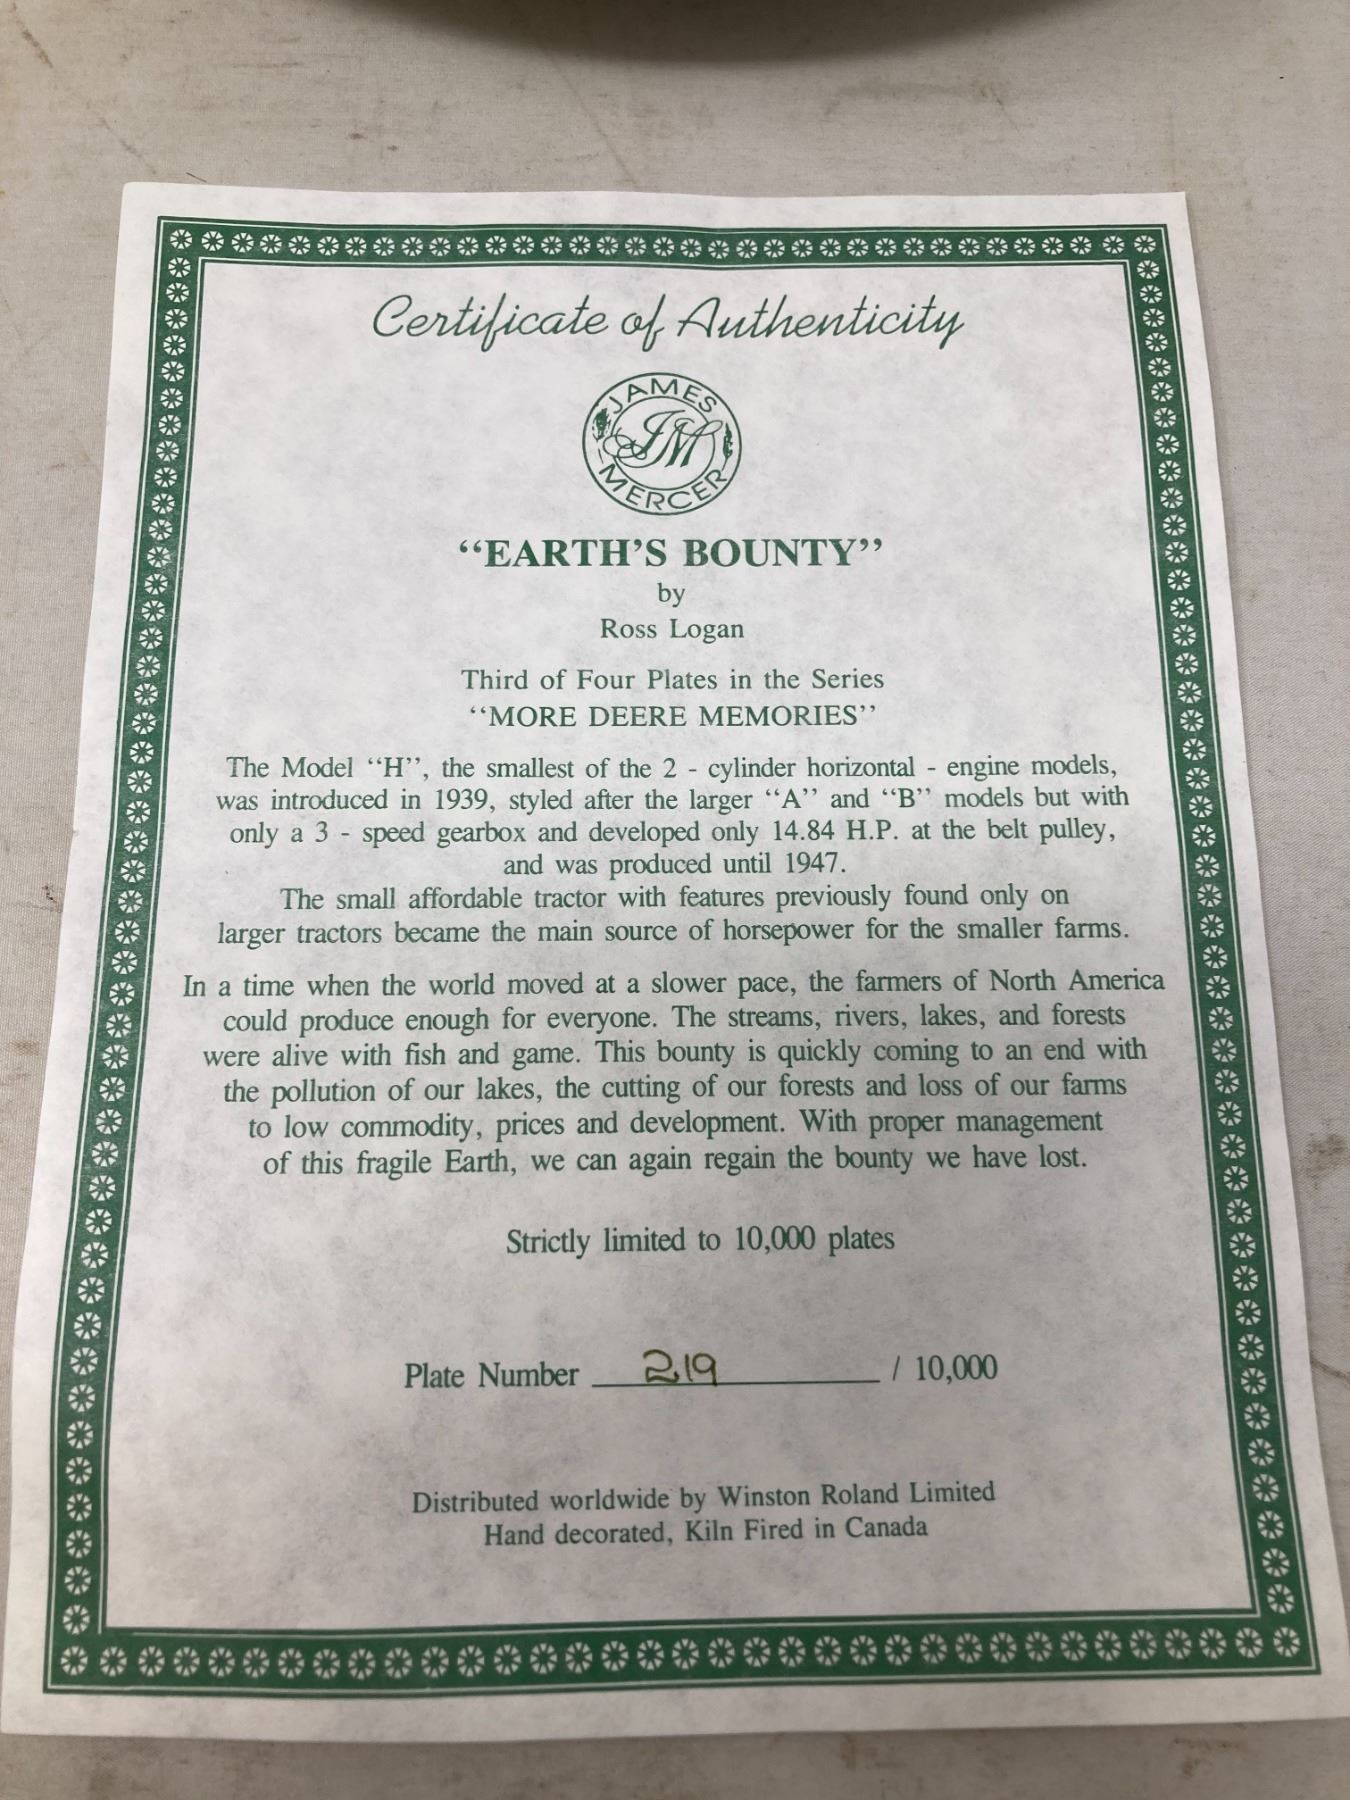 Certificate of Authenticity
JAMES
JM
MERCER
“EARTH’S BOUNTY”
by
Ross Logan
Third of Four Plates in the Series
“MORE DEERE MEMORIES”
The Model “H”, the smallest of the 2 - cylinder horizontal - engine models,
was introduced in 1939, styled after the larger “A” and “B” models but with
only a 3 - speed gearbox and developed only 14.84 H.P. at the belt pulley,
and was produced until 1947.
The small affordable tractor with features previously found only on
larger tractors became the main source of horsepower for the smaller farms.
In a time when the world moved at a slower pace, the farmers of North America
could produce enough for everyone. The streams, rivers, lakes, and forests
were alive with fish and game. This bounty is quickly coming to an end with
the pollution of our lakes, the cutting of our forests and loss of our farms
to low commodity, prices and development. With proper management
of this fragile Earth, we can again regain the bounty we have lost.
Strictly limited to 10,000 plates
Plate Number 219 / 10,000
Distributed worldwide by Winston Roland Limited
Hand decorated, Kiln Fired in Canada